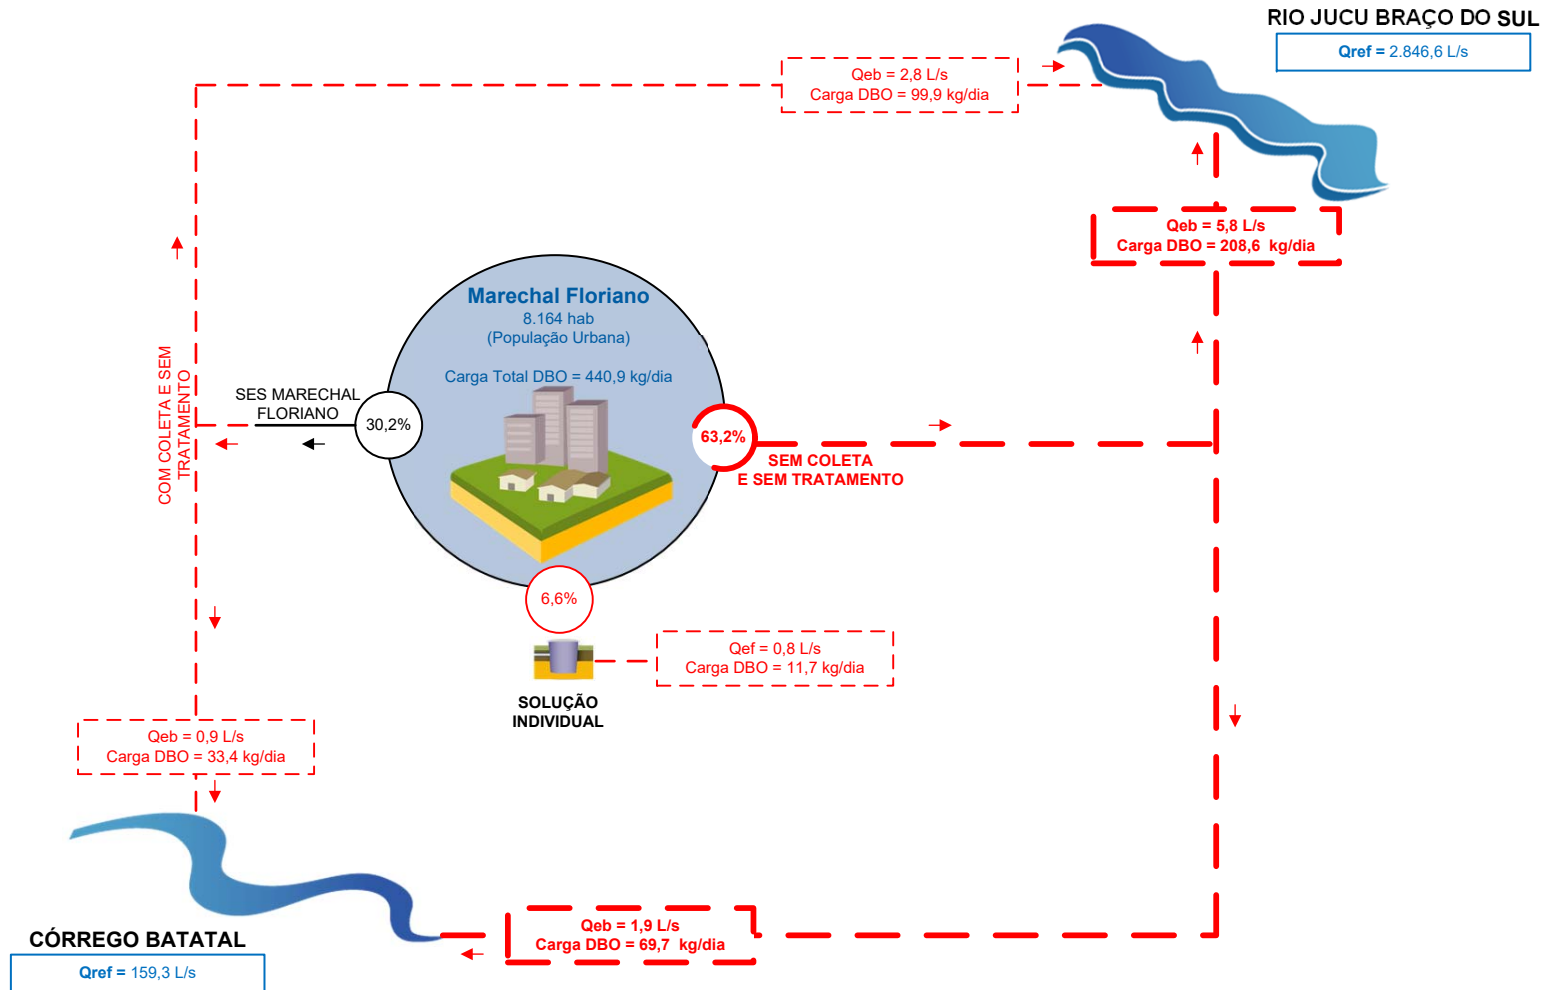 RIO JUCU BRAÇO DO SUL
Qref = 2.846,6 L/s
Qeb = 2,8 L/s
Carga DBO = 99,9 kg/dia
Qeb = 5,8 L/s
Carga DBO = 208,6 kg/dia
Marechal Floriano
8.164 hab
(População Urbana)
Carga Total DBO = 440,9 kg/dia
COM COLETA E SEM
TRATAMENTO
SES MARECHAL
FLORIANO
30,2%
63,2%
SEM COLETA
E SEM TRATAMENTO
6,6%
Qef = 0,8 L/s
Carga DBO = 11,7 kg/dia
SOLUÇÃO
INDIVIDUAL
Qeb = 0,9 L/s
Carga DBO = 33,4 kg/dia
Qeb = 1,9 L/s
Carga DBO = 69,7 kg/dia
CÓRREGO BATATAL
Qref = 159,3 L/s